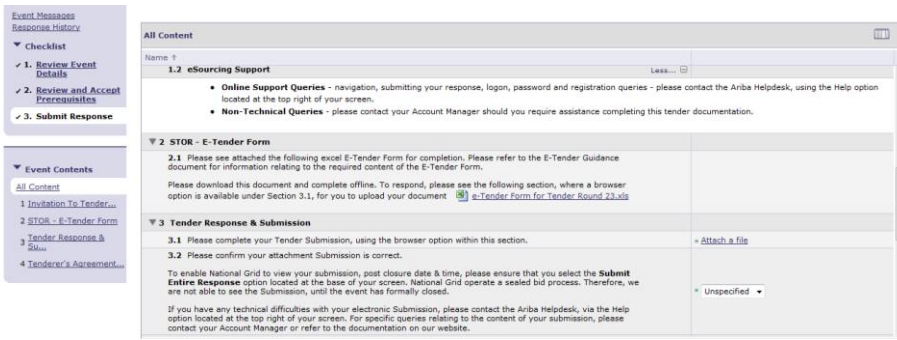 Event Messages
Response History
▼ Checklist
✓ 1. Review Event
Details
✓ 2. Review and Accept
Prerequisites
✓ 3. Submit Response
▼ Event Contents
All Content
1 Invitation To Tender...
2 STOR - E-Tender Form
3 Tender Response &
Su...
4 Tenderer's Agreement...
All Content
Name ↑
1.2 eSourcing Support Less...
• Online Support Queries - navigation, submitting your response, logon, password and registration queries - please contact the Ariba Helpdesk, using the Help option
located at the top right of your screen.
• Non-Technical Queries - please contact your Account Manager should you require assistance completing this tender documentation.
▼ 2 STOR - E-Tender Form
2.1 Please see attached the following excel E-Tender Form for completion. Please refer to the E-Tender Guidance
document for information relating to the required content of the E-Tender Form.
Please download this document and complete offline. To respond, please see the following section, where a browser
option is available under Section 3.1, for you to upload your document e-Tender Form for Tender Round 23.xls
▼ 3 Tender Response & Submission
3.1 Please complete your Tender Submission, using the browser option within this section. * Attach a file
3.2 Please confirm your attachment Submission is correct.
To enable National Grid to view your submission, post closure date & time, please ensure that you select the Submit
Entire Response option located at the base of your screen. National Grid operate a sealed bid process. Therefore, we
are not able to see the Submission, until the event has formally closed.
* Unspecified
If you have any technical difficulties with your electronic Submission, please contact the Ariba Helpdesk, via the Help
option located at the top right of your screen. For specific queries relating to the content of your submission, please
contact your Account Manager or refer to the documentation on our website.